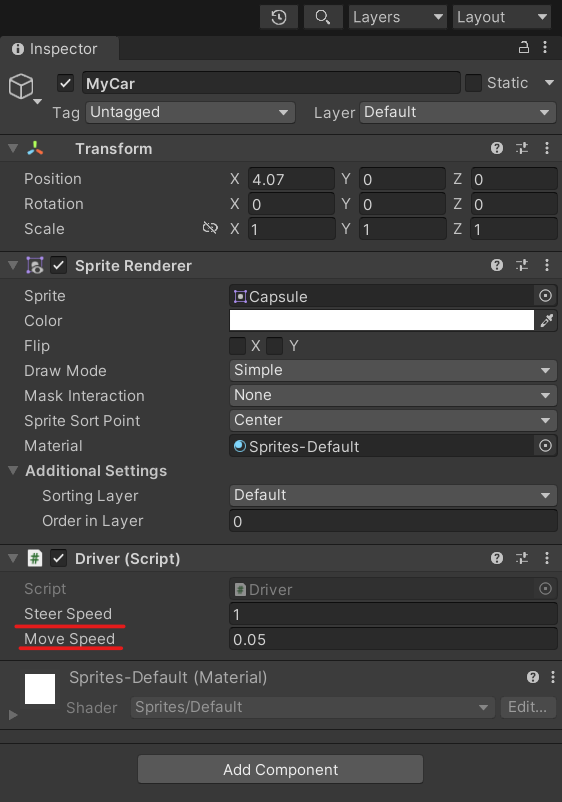 Layers Layout
Inspector
MyCar Static
Tag Untagged Layer Default
Transform
Position X 4.07 Y 0 Z 0
Rotation X 0 Y 0 Z 0
Scale X 1 Y 1 Z 1
Sprite Renderer
Sprite Capsule
Color
Flip X Y
Draw Mode Simple
Mask Interaction None
Sprite Sort Point Center
Material Sprites-Default
Additional Settings
Sorting Layer Default
Order in Layer 0
# Driver (Script)
Script # Driver
Steer Speed 1
Move Speed 0.05
Sprites-Default (Material)
Shader Sprites/Default Edit...
Add Component